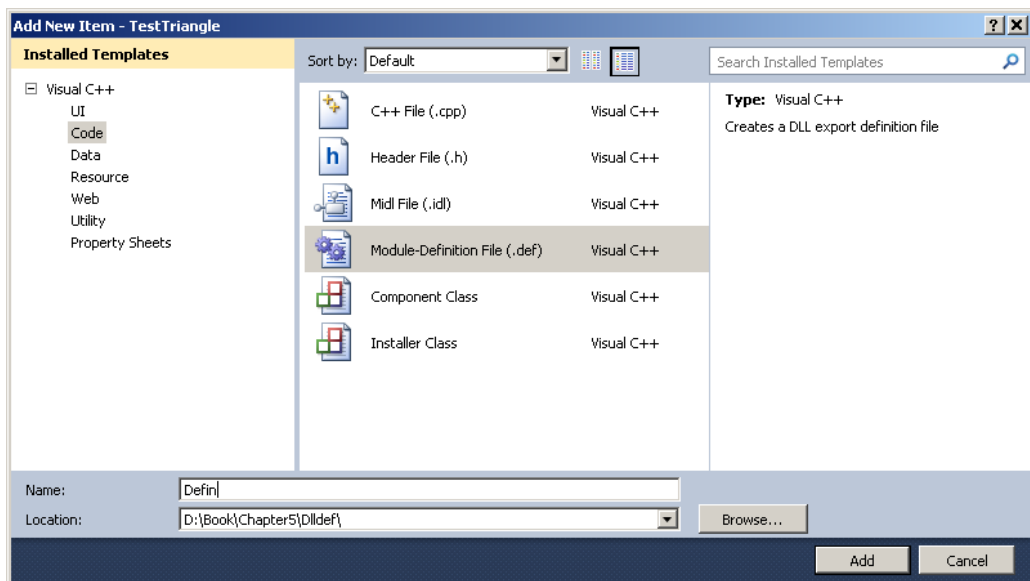 Add New Item - TestTriangle
Installed Templates
Visual C++
UI
Code
Data
Resource
Web
Utility
Property Sheets
Sort by: Default
C++ File (.cpp) Visual C++
Header File (.h) Visual C++
Midl File (.idl) Visual C++
Module-Definition File (.def) Visual C++
Component Class Visual C++
Installer Class Visual C++
Search Installed Templates
Type: Visual C++
Creates a DLL export definition file
Name: Defin
Location: D:\Book\Chapter5\Dlldef\
Browse...
Add Cancel